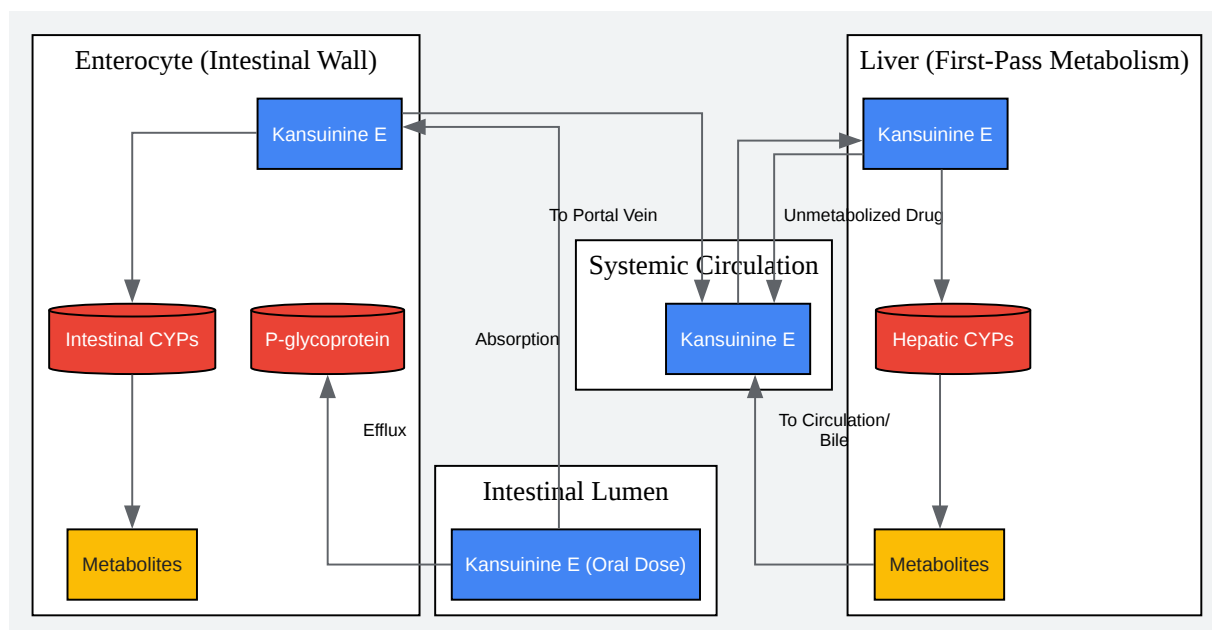 Enterocyte (Intestinal Wall)
Liver (First-Pass Metabolism)
Kansuinine E
Kansuinine E
To Portal Vein
Unmetabolized Drug
Systemic Circulation
Intestinal CYPs
P-glycoprotein
Absorption
Kansuinine E
Hepatic CYPs
Efflux
To Circulation/
Bile
Intestinal Lumen
Metabolites
Kansuinine E (Oral Dose)
Metabolites